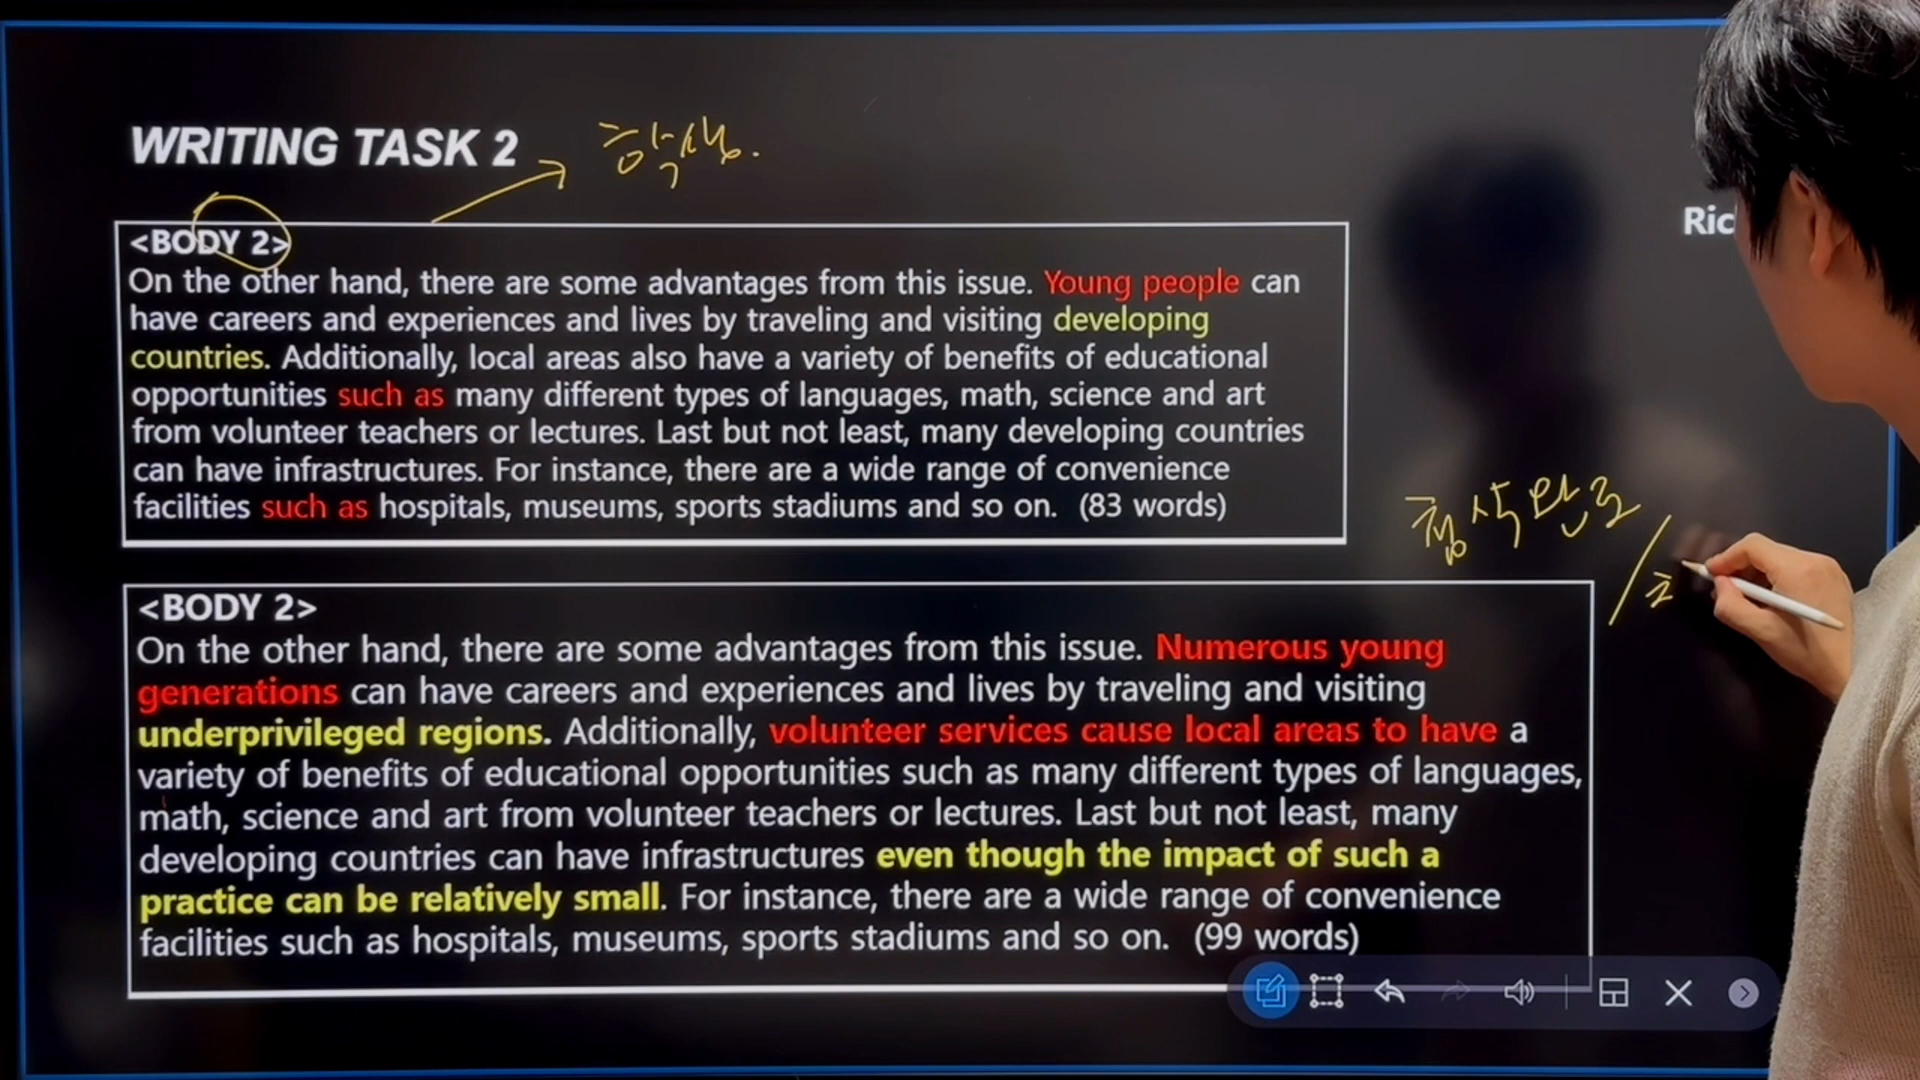 WRITING TASK 2
학생.
Ric
<BODY 2>
On the other hand, there are some advantages from this issue. Young people can
have careers and experiences and lives by traveling and visiting developing
countries. Additionally, local areas also have a variety of benefits of educational
opportunities such as many different types of languages, math, science and art
from volunteer teachers or lectures. Last but not least, many developing countries
can have infrastructures. For instance, there are a wide range of convenience
facilities such as hospitals, museums, sports stadiums and so on. (83 words)
첨삭완료
<BODY 2>
On the other hand, there are some advantages from this issue. Numerous young
generations can have careers and experiences and lives by traveling and visiting
underprivileged regions. Additionally, volunteer services cause local areas to have a
variety of benefits of educational opportunities such as many different types of languages,
math, science and art from volunteer teachers or lectures. Last but not least, many
developing countries can have infrastructures even though the impact of such a
practice can be relatively small. For instance, there are a wide range of convenience
facilities such as hospitals, museums, sports stadiums and so on. (99 words)